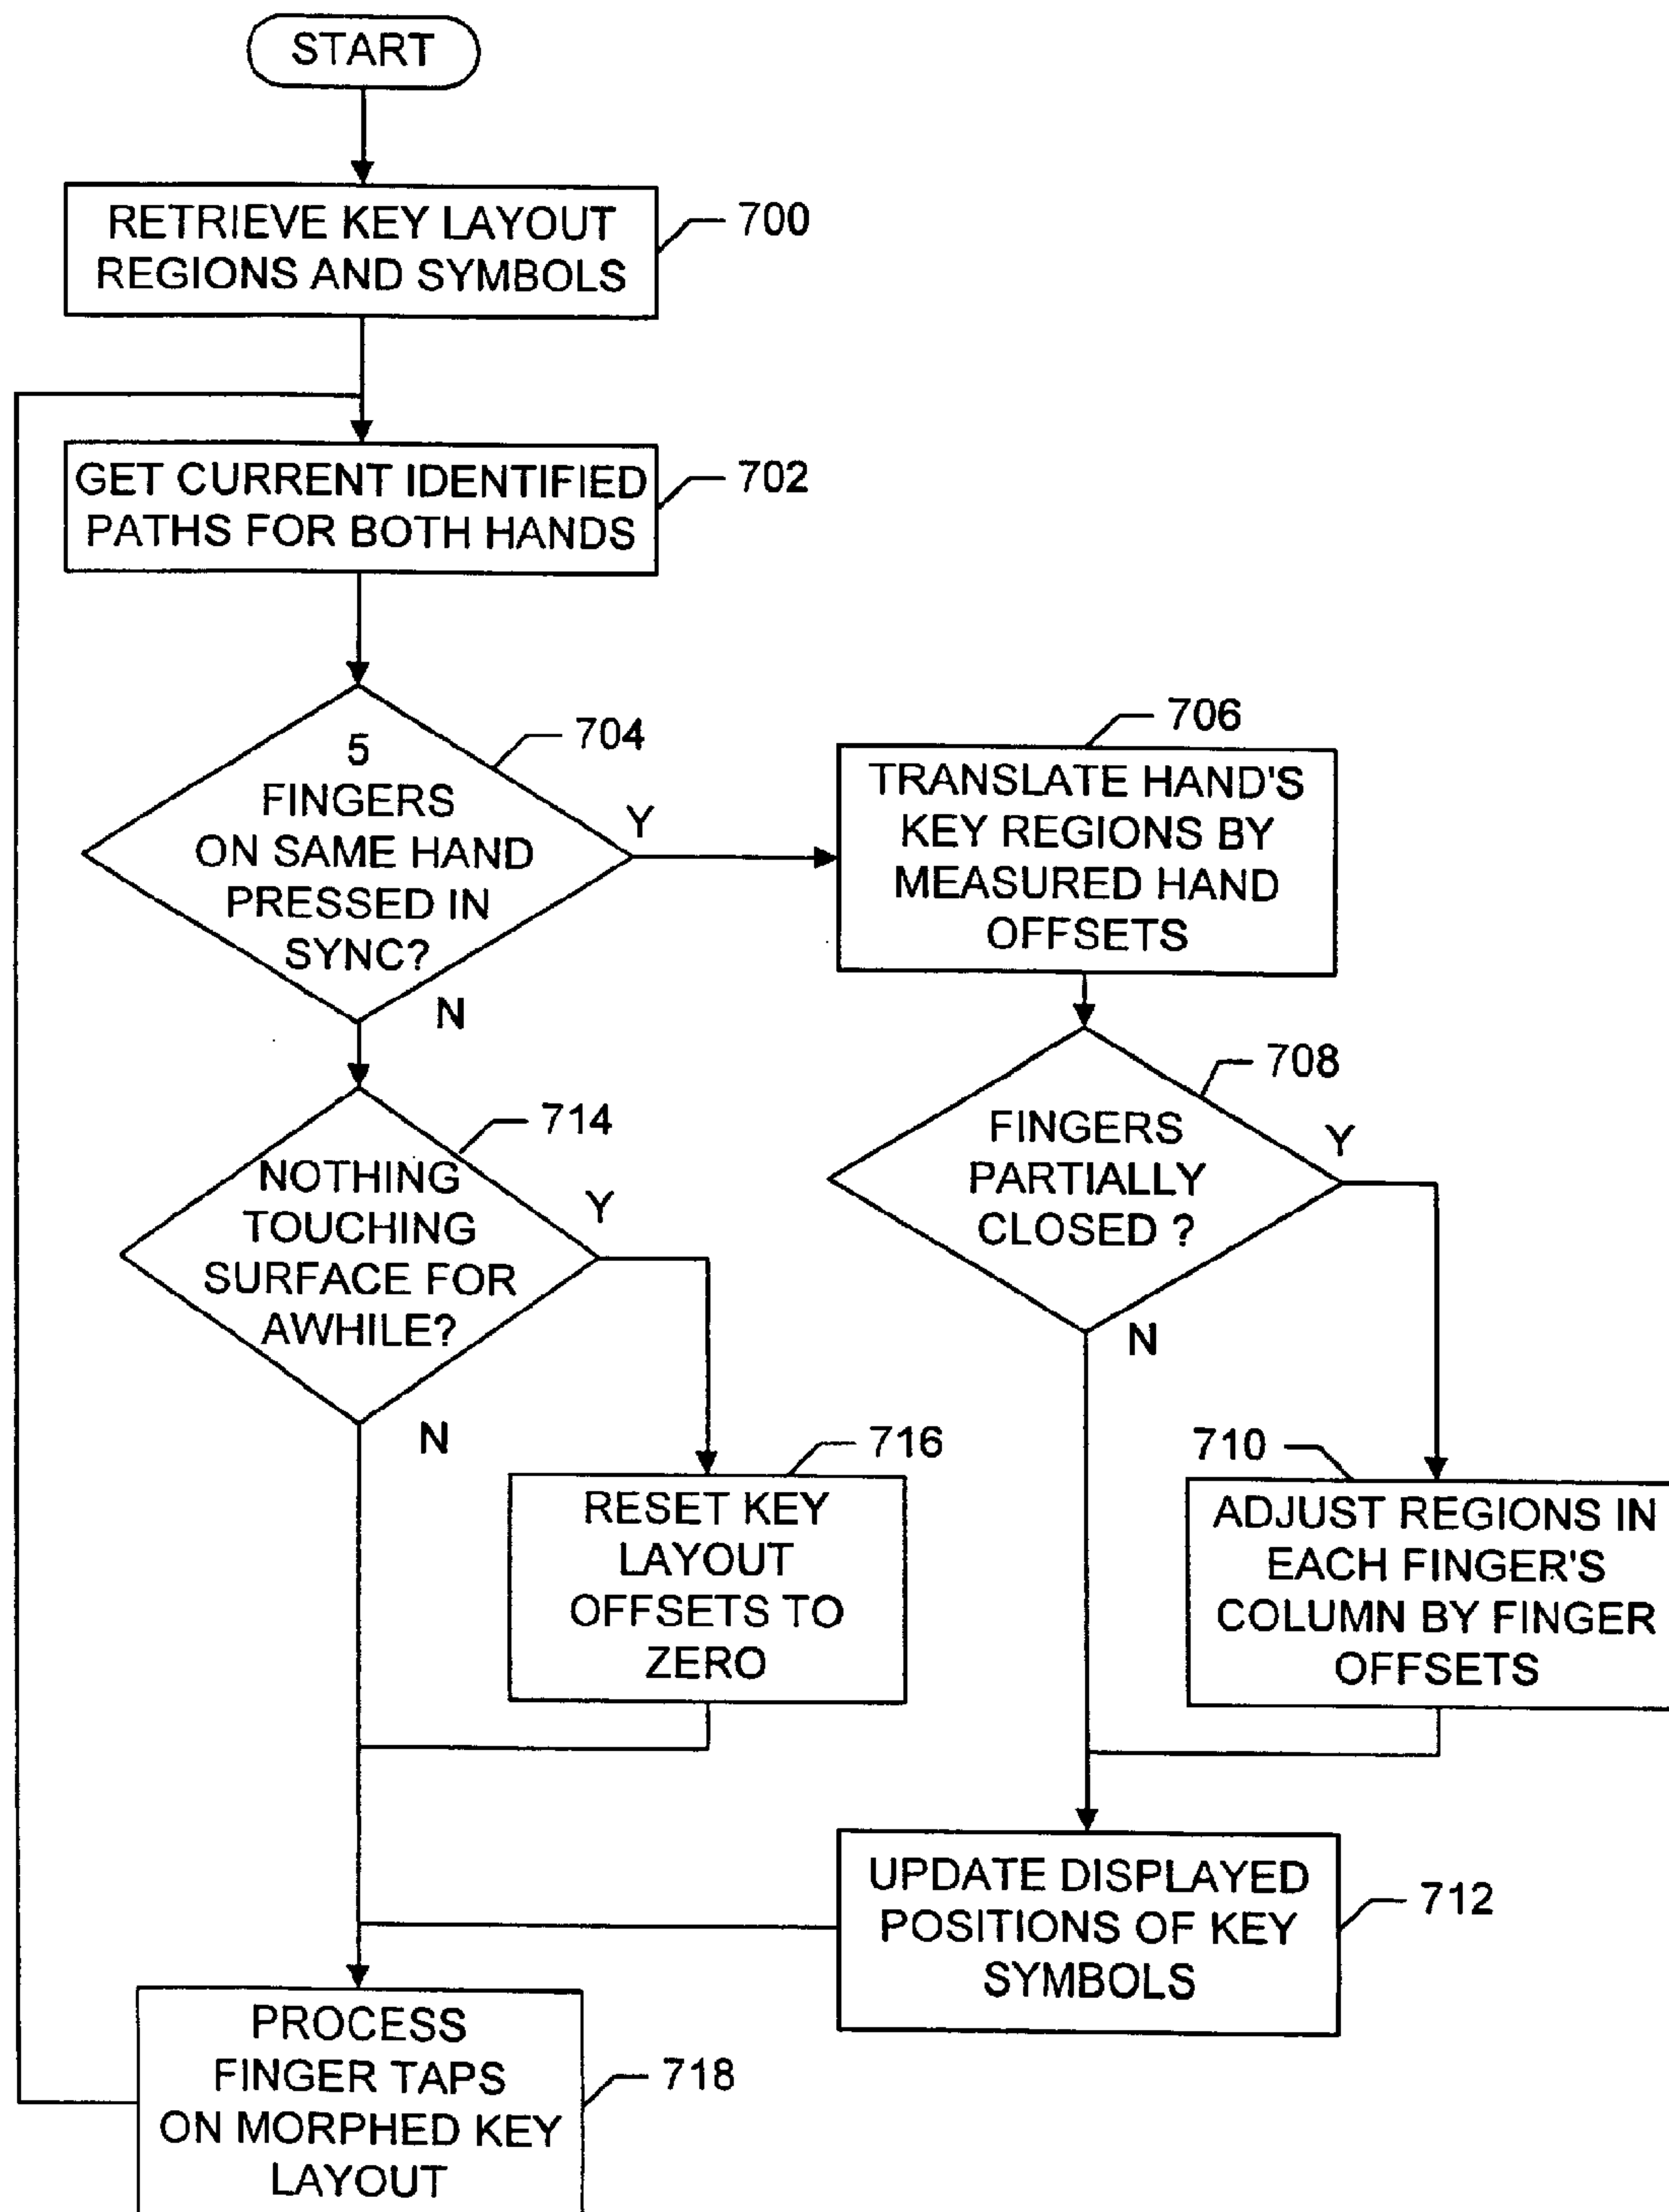 START
RETRIEVE KEY LAYOUT
REGIONS AND SYMBOLS
700
GET CURRENT IDENTIFIED
PATHS FOR BOTH HANDS
702
5
FINGERS
ON SAME HAND
PRESSED IN
SYNC?
704
Y
N
706
TRANSLATE HAND'S
KEY REGIONS BY
MEASURED HAND
OFFSETS
708
FINGERS
PARTIALLY
CLOSED ?
Y
N
714
NOTHING
TOUCHING
SURFACE FOR
AWHILE?
Y
N
716
RESET KEY
LAYOUT
OFFSETS TO
ZERO
710
ADJUST REGIONS IN
EACH FINGER'S
COLUMN BY FINGER
OFFSETS
UPDATE DISPLAYED
POSITIONS OF KEY
SYMBOLS
712
PROCESS
FINGER TAPS
ON MORPHED KEY
LAYOUT
718